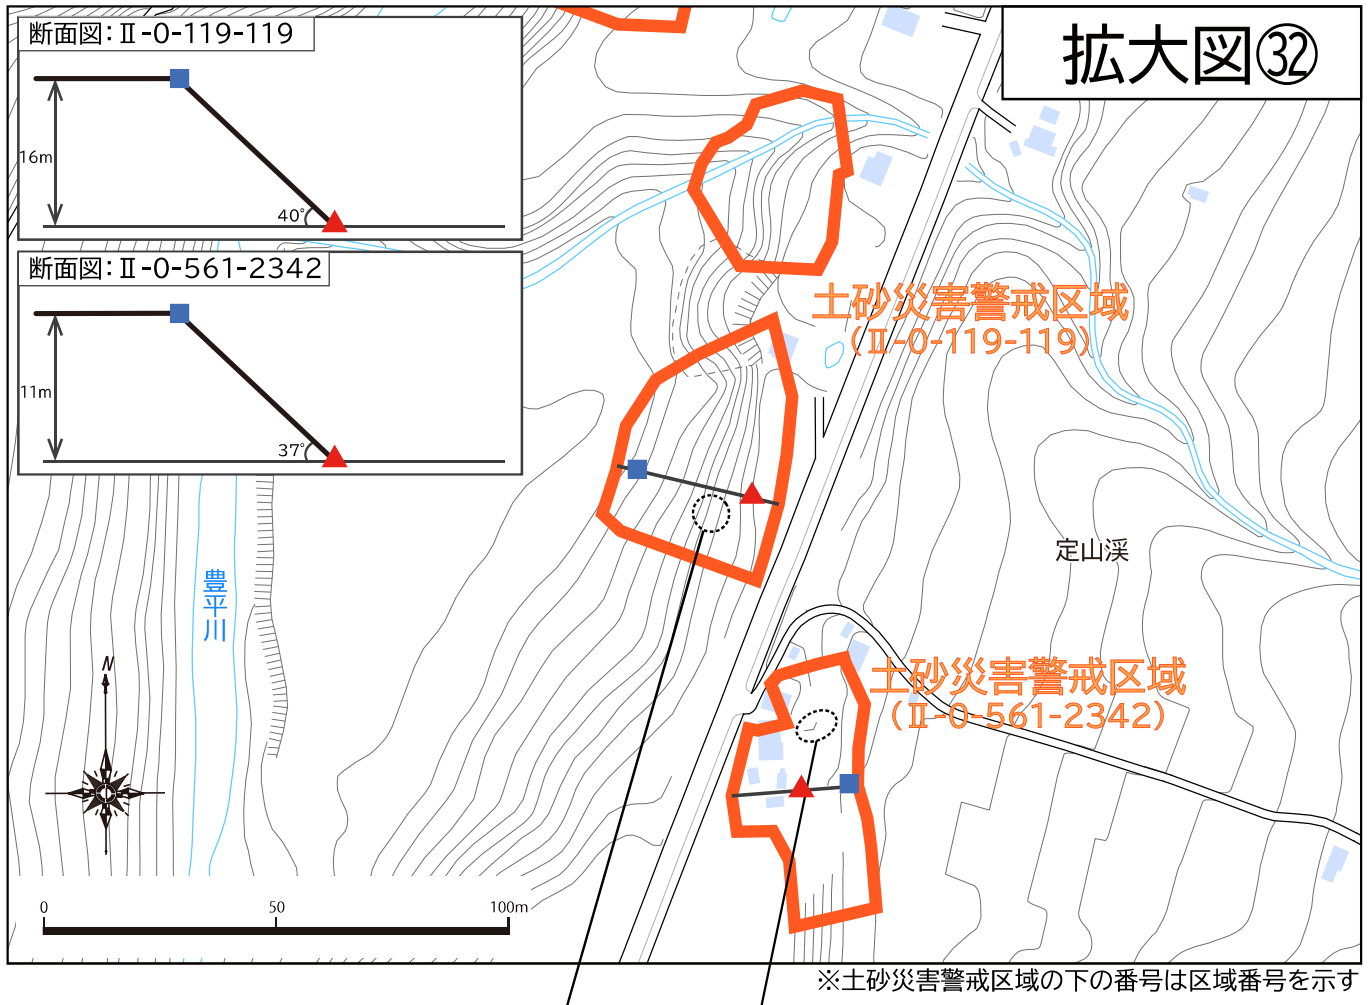 断面図：Ⅱ-0-119-119
16m
40°
断面図：Ⅱ-0-561-2342
11m
37°
拡大図㉜
土砂災害警戒区域
（Ⅱ-0-119-119）
定山渓
豊平川
土砂災害警戒区域
（Ⅱ-0-561-2342）
N
0 50 100m
※土砂災害警戒区域の下の番号は区域番号を示す